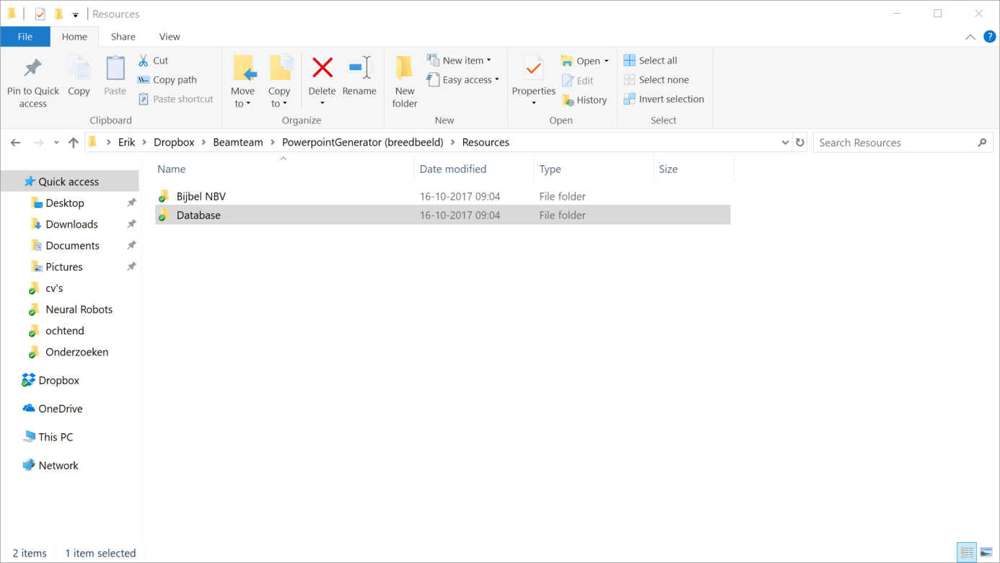 Resources
File Home Share View
Pin to Quick access
Copy
Paste
Cut
Copy path
Paste shortcut
Clipboard
Move to
Copy to
Delete
Rename
Organize
New folder
New item
Easy access
New
Properties
Open
Edit
History
Open
Select all
Select none
Invert selection
Select
Erik Dropbox Beamteam PowerpointGenerator (breedbeeld) Resources
Search Resources
Name Date modified Type Size
Bijbel NBV 16-10-2017 09:04 File folder
Database 16-10-2017 09:04 File folder
Quick access
Desktop
Downloads
Documents
Pictures
cv's
Neural Robots
ochtend
Onderzoeken
Dropbox
OneDrive
This PC
Network
2 items 1 item selected